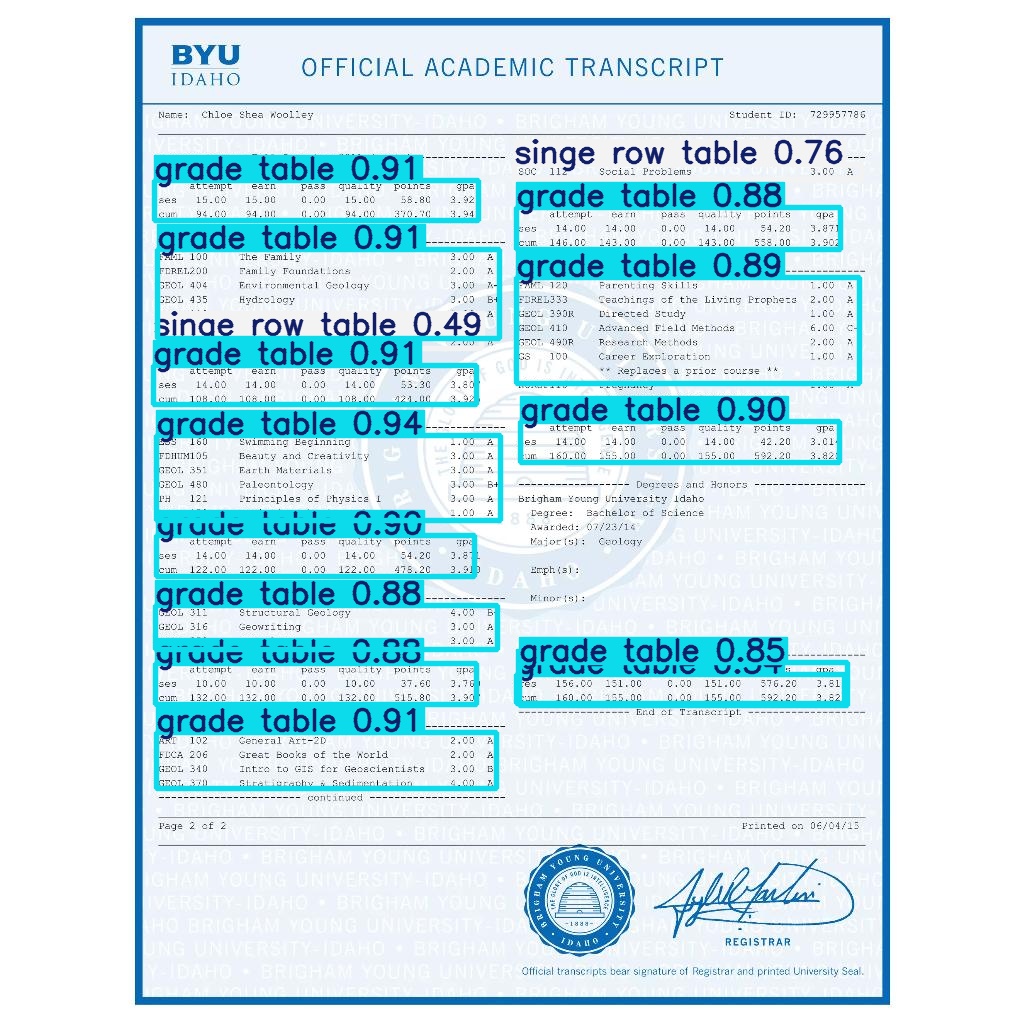 BYU
IDAHO
OFFICIAL ACADEMIC TRANSCRIPT
Name: Chloe Shea Woolley
Student ID: 729957786
grade table 0.91
attempt earn pass quality points gpa
ses 15.00 15.00 0.00 15.00 58.80 3.92
cum 94.00 94.00 0.00 94.00 370.70 3.94
grade table 0.91
FAML 100 The Family 3.00 A
FDREL200 Family Foundations 2.00 A
GEOL 404 Environmental Geology 3.00 A-
GEOL 435 Hydrology 3.00 B+
singe row table 0.49
2.00 A
grade table 0.91
attempt earn pass quality points gpa
ses 14.00 14.00 0.00 14.00 53.30 3.807
cum 108.00 108.00 0.00 108.00 424.00 3.925
grade table 0.94
160 Swimming Beginning 1.00 A
FDHUM105 Beauty and Creativity 3.00 A
GEOL 351 Earth Materials 3.00 A
GEOL 480 Paleontology 3.00 B+
PH 121 Principles of Physics I 3.00 A
1.00 A
grade table 0.90
attempt earn pass quality points gpa
ses 14.00 14.00 0.00 14.00 54.20 3.871
cum 122.00 122.00 0.00 122.00 478.20 3.919
grade table 0.88
GEOL 311 Structural Geology 4.00 B
GEOL 316 Geowriting 3.00 A
3.00 A
grade table 0.88
attempt earn pass quality points gpa
ses 10.00 10.00 0.00 10.00 37.60 3.760
cum 132.00 132.00 0.00 132.00 515.80 3.907
grade table 0.91
ART 102 General Art-2D 2.00 A
FDCA 206 Great Books of the World 2.00 A
GEOL 340 Intro to GIS for Geoscientists 3.00 B
GEOL 370 Stratigraphy & Sedimentation 4.00 A
continued
singe row table 0.76
SOC 112 Social Problems 3.00 A
grade table 0.88
attempt earn pass quality points gpa
ses 14.00 14.00 0.00 14.00 54.20 3.871
cum 146.00 143.00 0.00 143.00 558.00 3.902
grade table 0.89
FAML 120 Parenting Skills 1.00 A
FDREL333 Teachings of the Living Prophets 2.00 A
GEOL 390R Directed Study 1.00 A
GEOL 410 Advanced Field Methods 6.00 C-
GEOL 490R Research Methods 2.00 A
GS 100 Career Exploration 1.00 A
** Replaces a prior course **
Pregnancy 1.00 A
grade table 0.90
attempt earn pass quality points gpa
ses 14.00 14.00 0.00 14.00 42.20 3.014
cum 160.00 155.00 0.00 155.00 592.20 3.82
Degrees and Honors
Brigham Young University Idaho
Degree: Bachelor of Science
Awarded: 07/23/14
Major(s): Geology
Emph(s):
Minor(s):
grade table 0.85
ses 156.00 151.00 0.00 151.00 576.20 3.81
cum 160.00 155.00 0.00 155.00 592.20 3.82
End of Transcript
Page 2 of 2
Printed on 06/04/15
BRIGHAM YOUNG UNIVERSITY
THE GLORY OF GOD IS INTELLIGENCE
-1888-
IDAHO
REGISTRAR
Official transcripts bear signature of Registrar and printed University Seal.